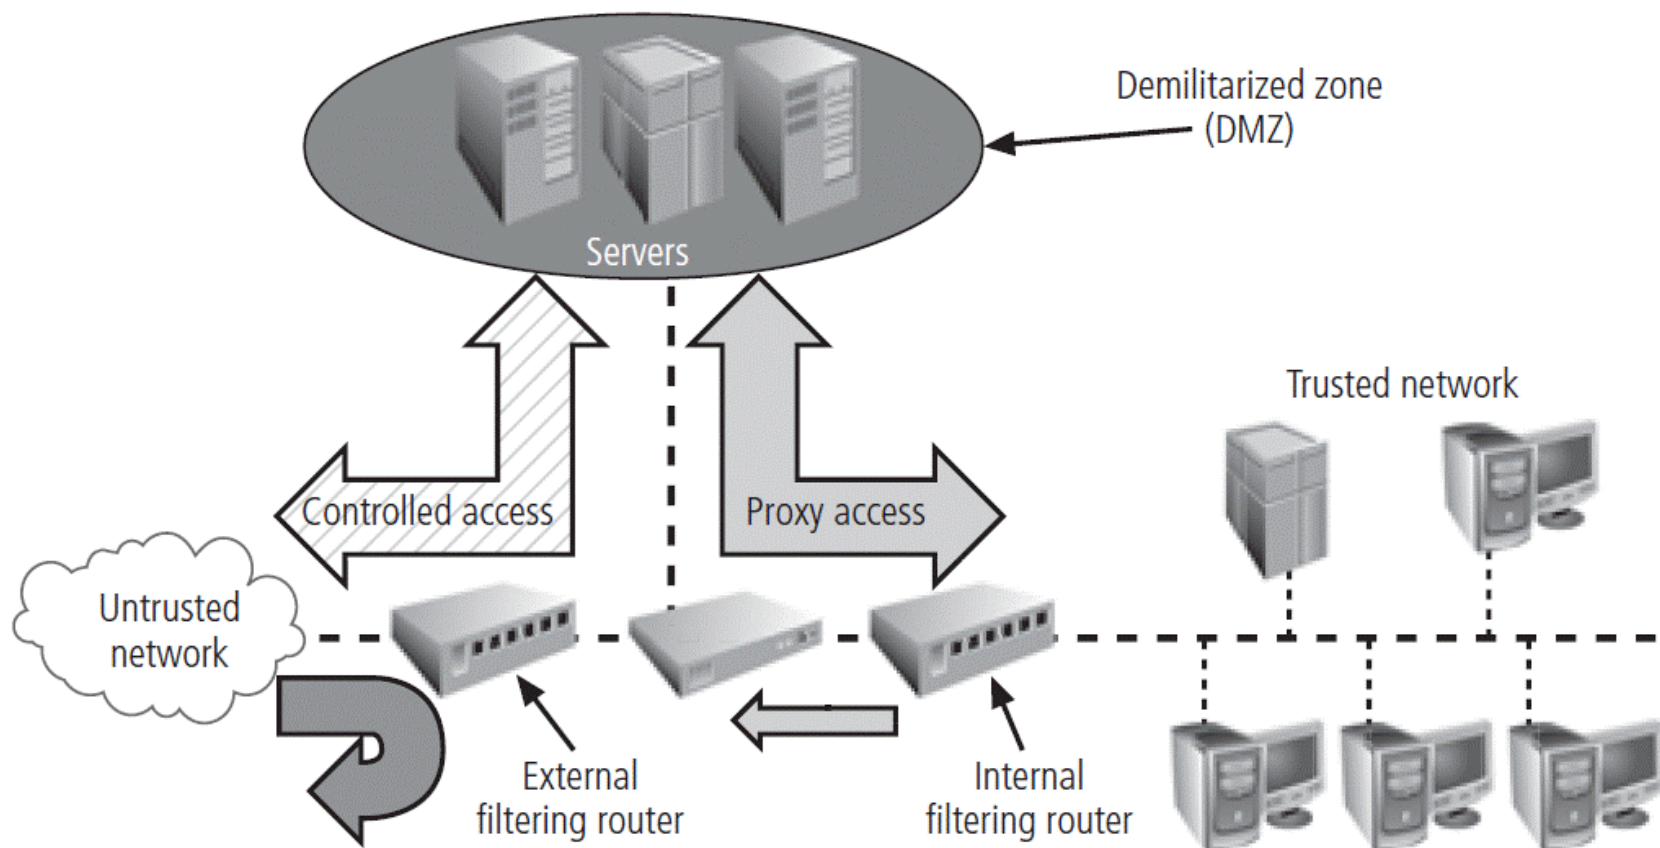 Demilitarized zone
(DMZ)
Servers
Trusted network
Controlled access
Proxy access
Untrusted
network
External
filtering router
Internal
filtering router